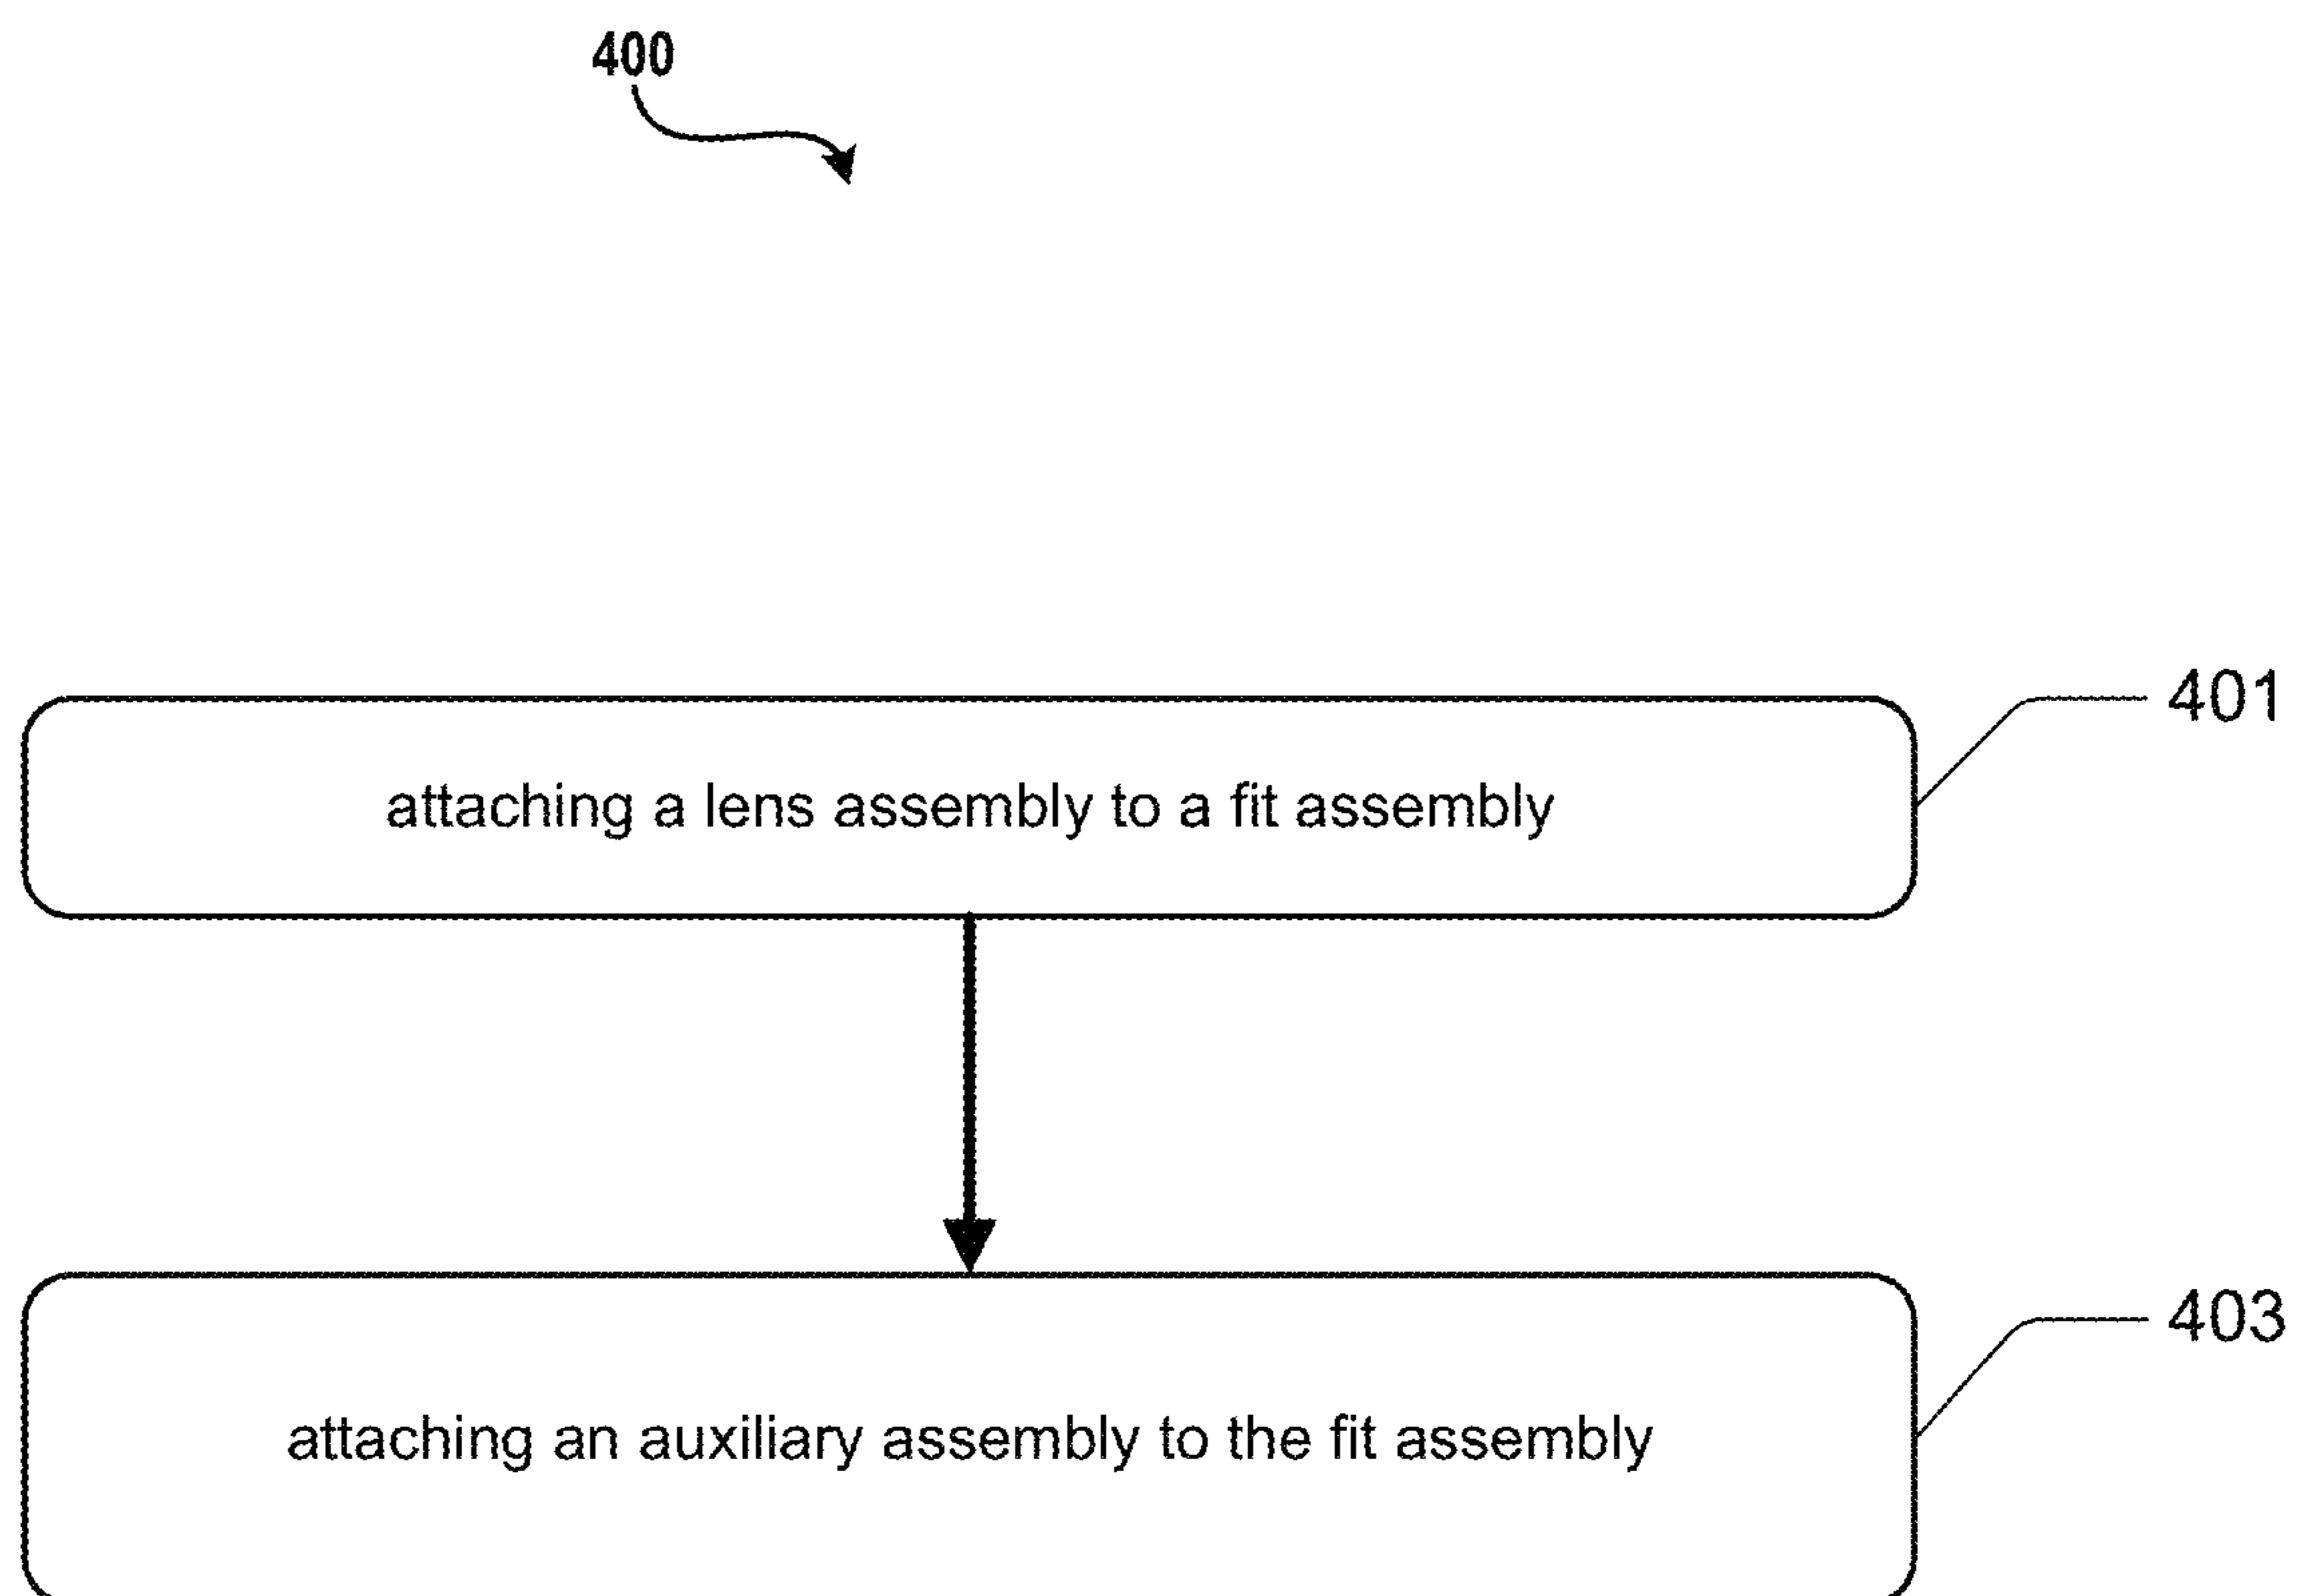 400
401
attaching a lens assembly to a fit assembly
403
attaching an auxiliary assembly to the fit assembly